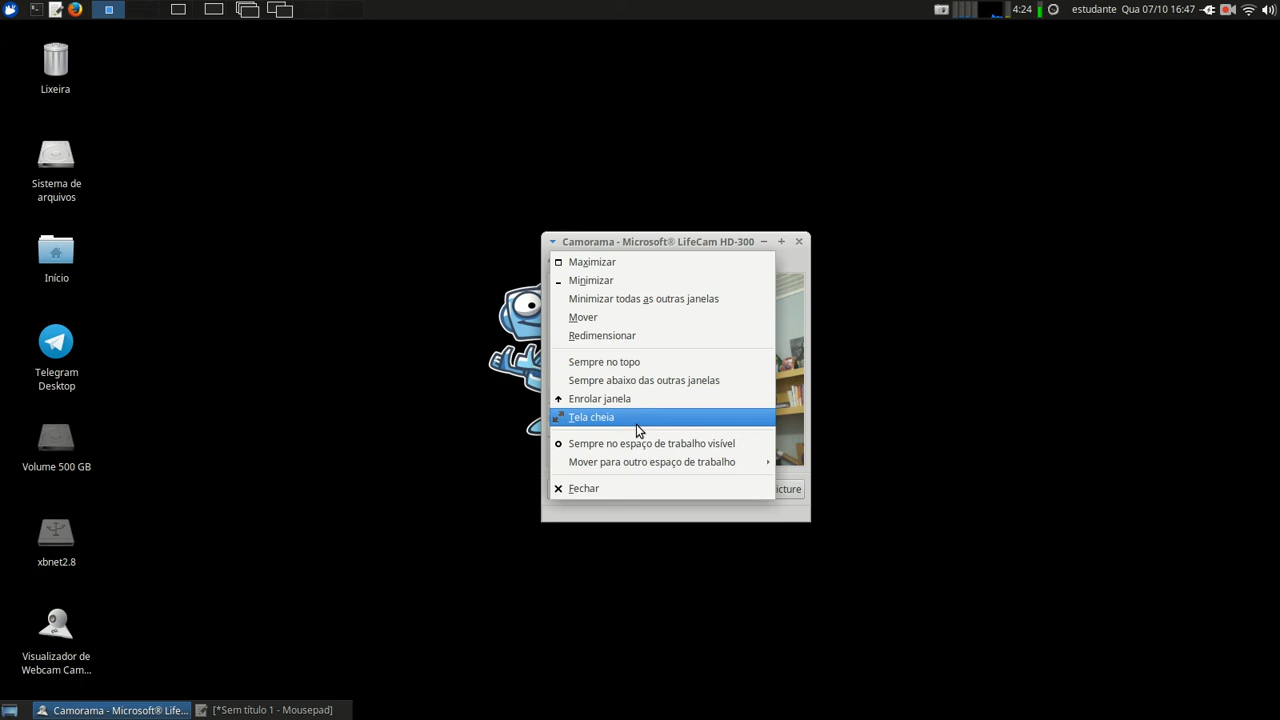 4:24
estudante
Qua 07/10 16:47
Lixeira
Sistema de
arquivos
Início
Telegram
Desktop
Volume 500 GB
xbnet2.8
Visualizador de
Webcam Cam...
Camorama - Microsoft® LifeCam HD-300
Maximizar
Minimizar
Minimizar todas as outras janelas
Mover
Redimensionar
Sempre no topo
Sempre abaixo das outras janelas
Enrolar janela
Tela cheia
Sempre no espaço de trabalho visível
Mover para outro espaço de trabalho
Fechar
icture
Camorama - Microsoft® Life...
[*Sem título 1 - Mousepad]